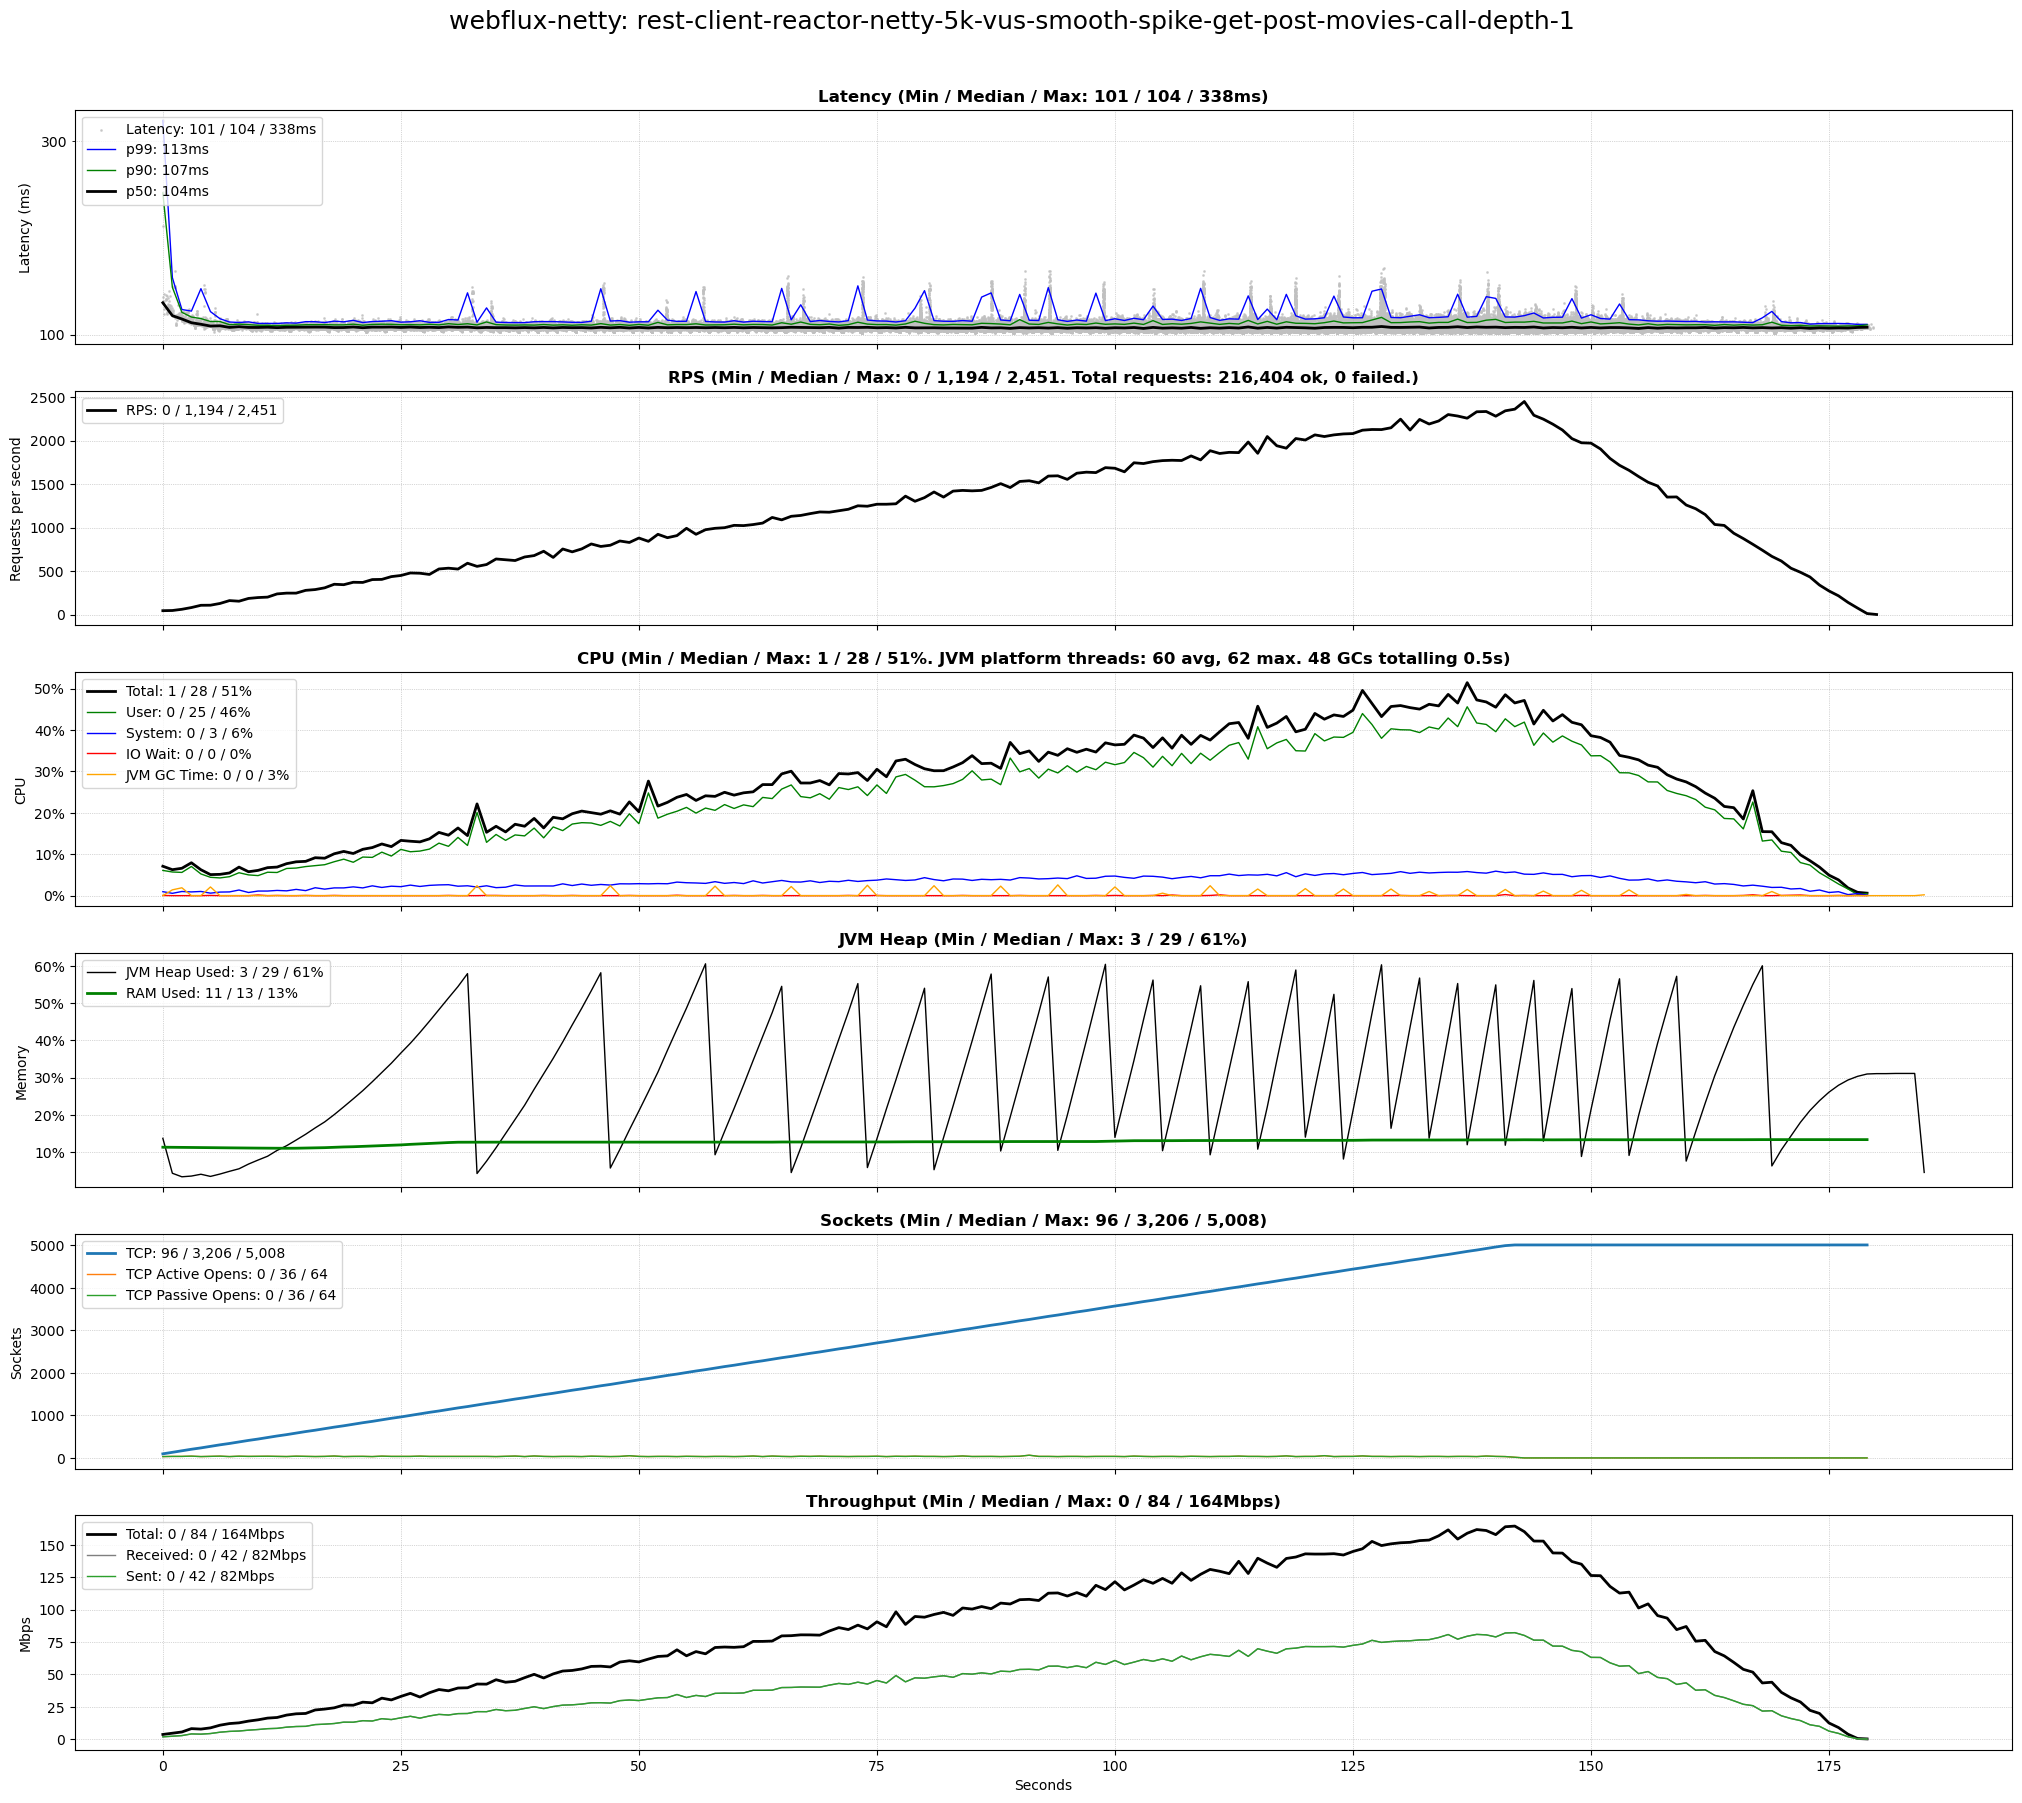 webflux-netty: rest-client-reactor-netty-5k-vus-smooth-spike-get-post-movies-call-depth-1
Latency (Min / Median / Max: 101 / 104 / 338ms)
Latency: 101 / 104 / 338ms
p99: 113ms
p90: 107ms
p50: 104ms
300
100
Latency (ms)
RPS (Min / Median / Max: 0 / 1,194 / 2,451. Total requests: 216,404 ok, 0 failed.)
RPS: 0 / 1,194 / 2,451
2500
2000
1500
1000
500
0
Requests per second
CPU (Min / Median / Max: 1 / 28 / 51%. JVM platform threads: 60 avg, 62 max. 48 GCs totalling 0.5s)
Total: 1 / 28 / 51%
User: 0 / 25 / 46%
System: 0 / 3 / 6%
IO Wait: 0 / 0 / 0%
JVM GC Time: 0 / 0 / 3%
50%
40%
30%
20%
10%
0%
CPU
JVM Heap (Min / Median / Max: 3 / 29 / 61%)
JVM Heap Used: 3 / 29 / 61%
RAM Used: 11 / 13 / 13%
60%
50%
40%
30%
20%
10%
Memory
Sockets (Min / Median / Max: 96 / 3,206 / 5,008)
TCP: 96 / 3,206 / 5,008
TCP Active Opens: 0 / 36 / 64
TCP Passive Opens: 0 / 36 / 64
5000
4000
3000
2000
1000
0
Sockets
Throughput (Min / Median / Max: 0 / 84 / 164Mbps)
Total: 0 / 84 / 164Mbps
Received: 0 / 42 / 82Mbps
Sent: 0 / 42 / 82Mbps
150
125
100
75
50
25
0
Mbps
0 25 50 75 100 125 150 175
Seconds